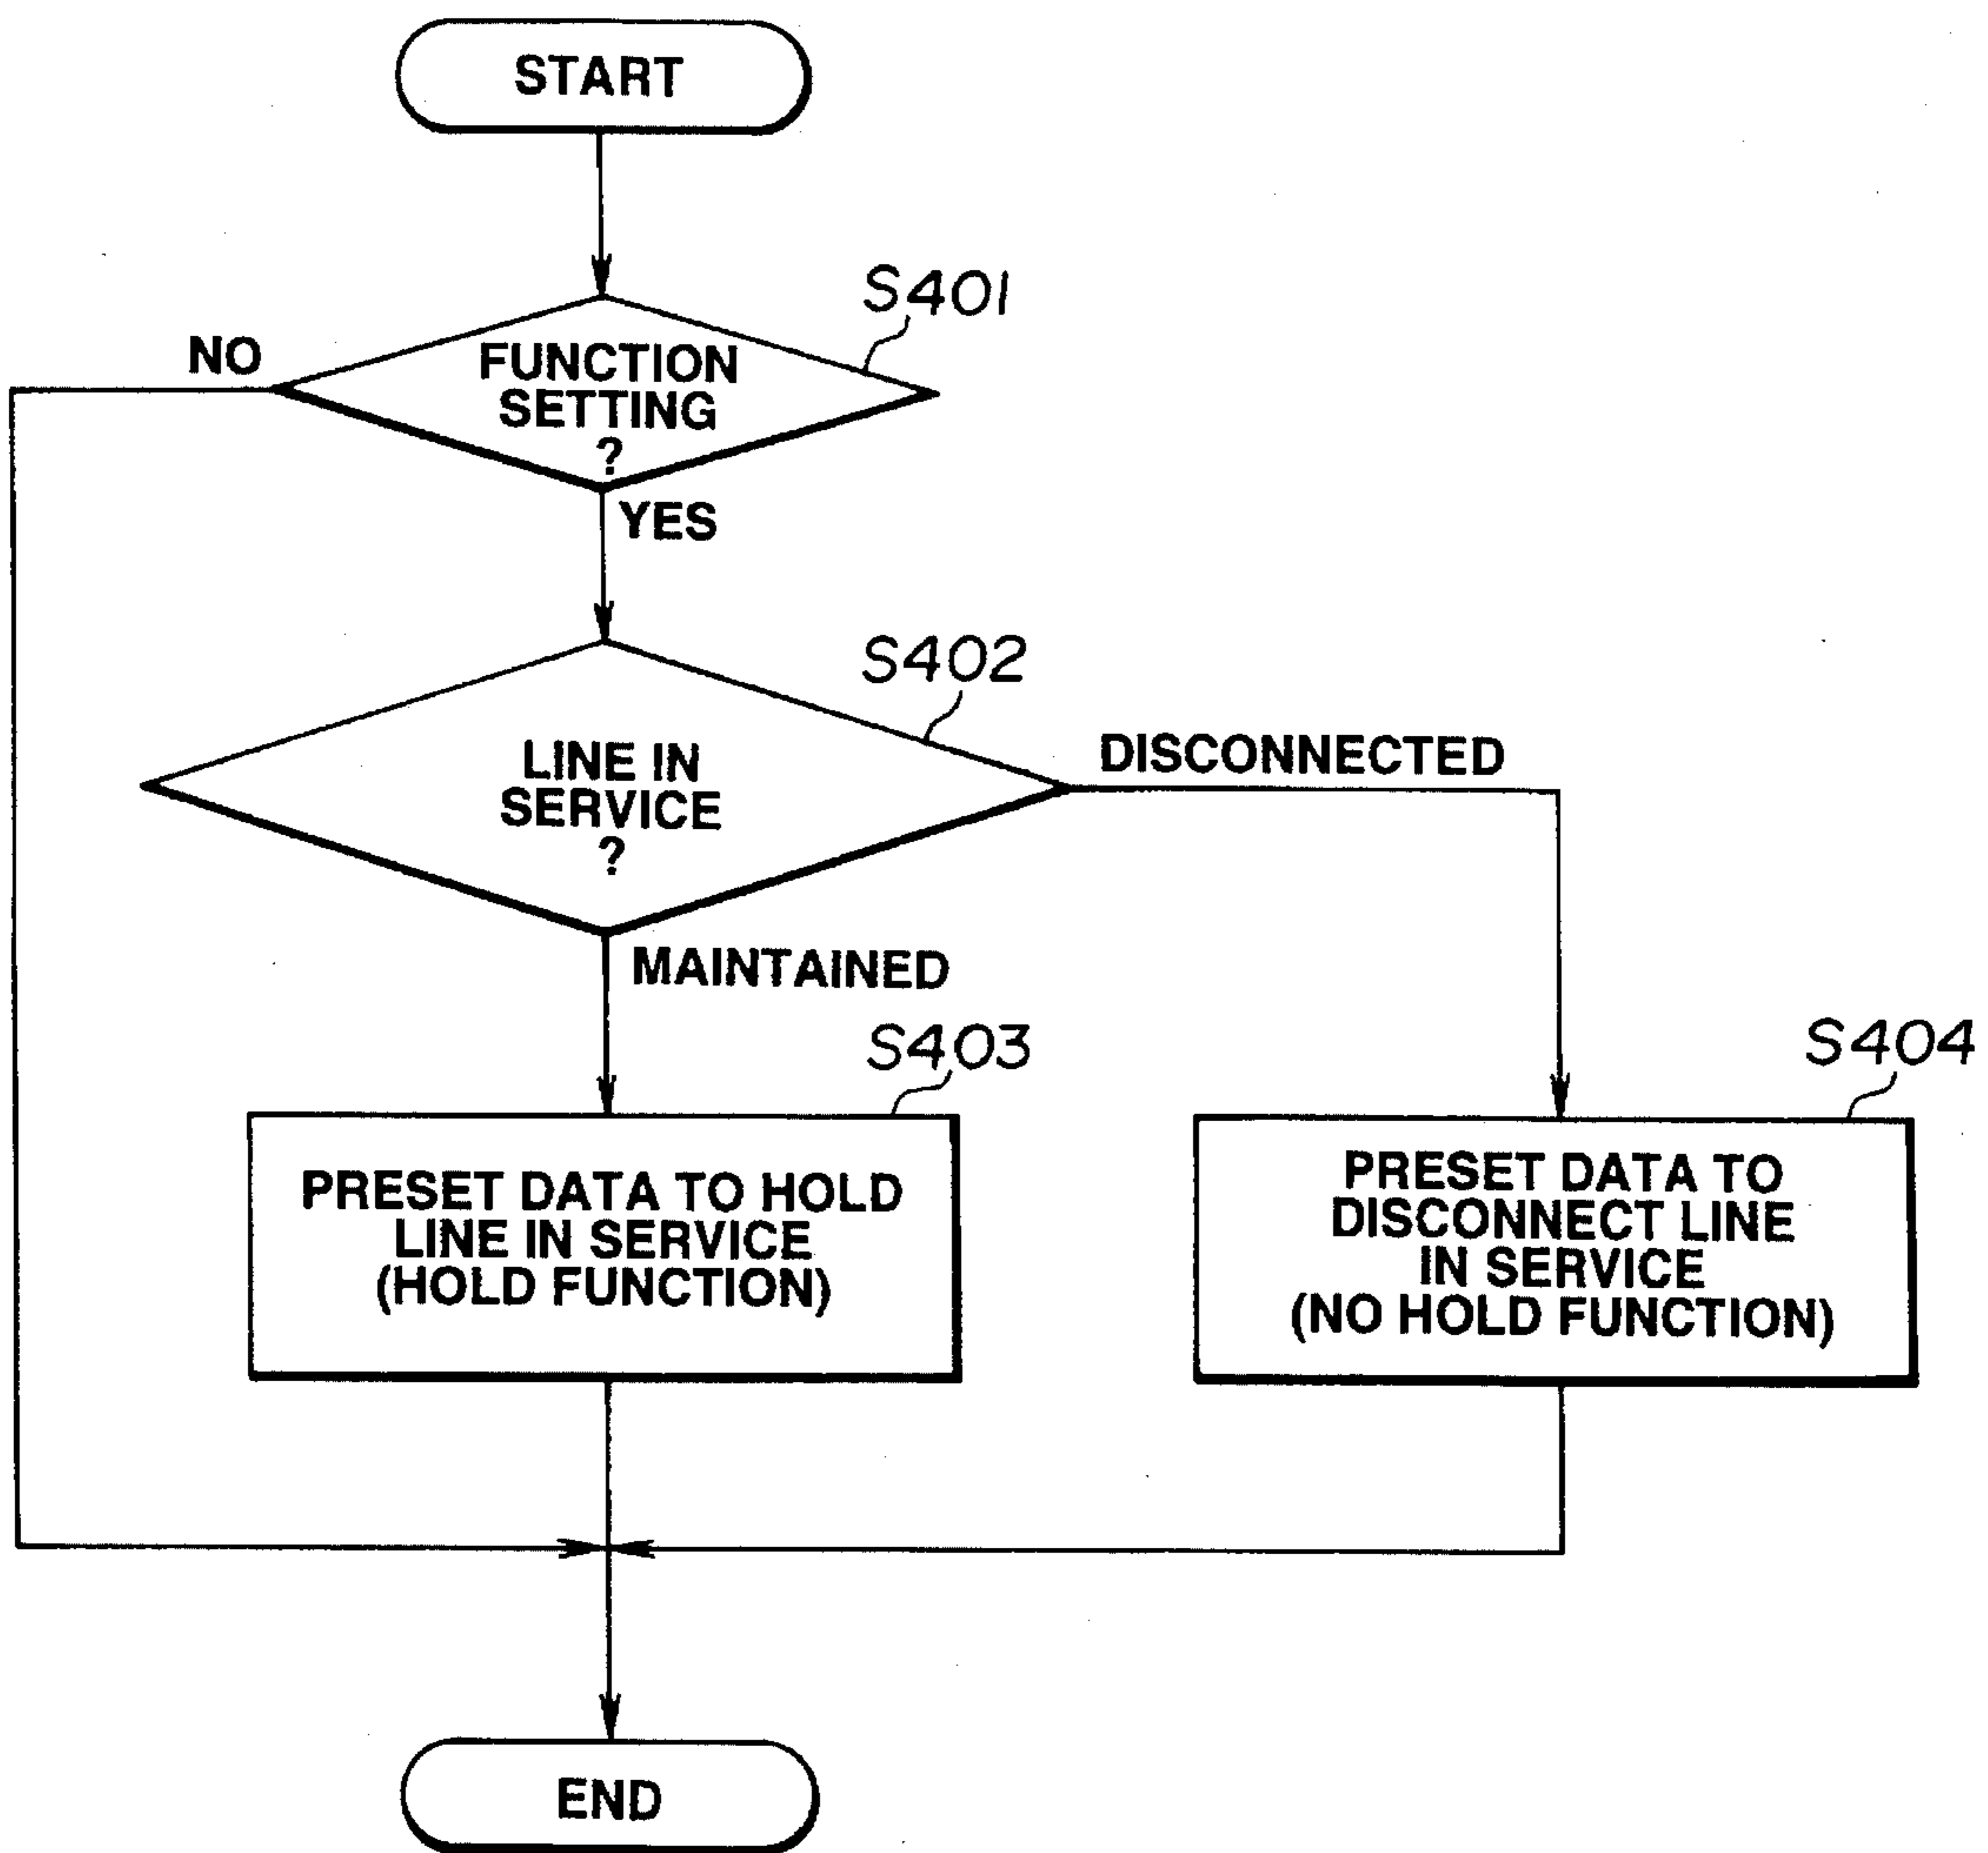 START
S401
NO
FUNCTION
SETTING
?
YES
S402
LINE IN
SERVICE
?
DISCONNECTED
MAINTAINED
S403
S404
PRESET DATA TO HOLD
LINE IN SERVICE
(HOLD FUNCTION)
PRESET DATA TO
DISCONNECT LINE
IN SERVICE
(NO HOLD FUNCTION)
END